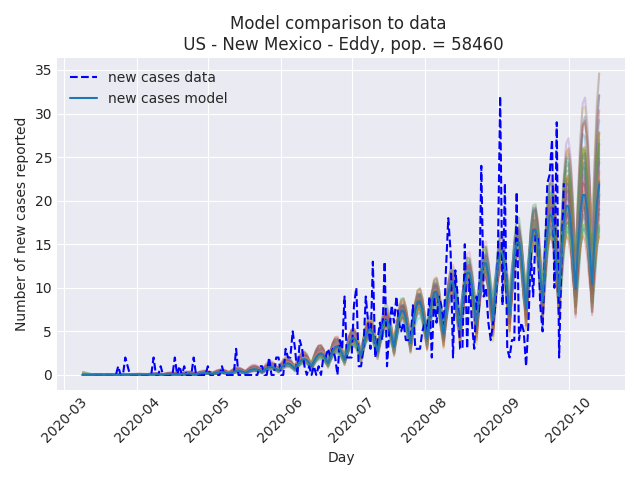 Model comparison to data
US - New Mexico - Eddy, pop. = 58460
new cases data
new cases model
Number of new cases reported
35
30
25
20
15
10
5
0
2020-03
2020-04
2020-05
2020-06
2020-07
2020-08
2020-09
2020-10
Day